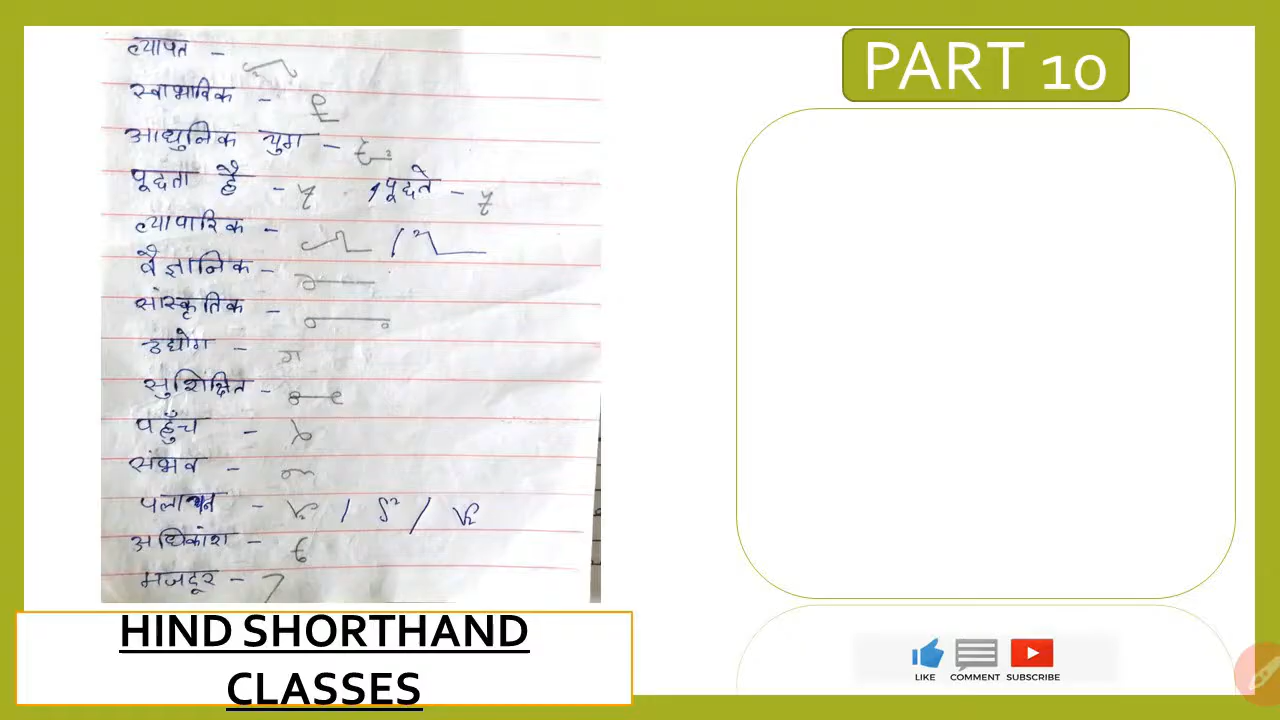 व्यापत -
स्वाभाविक -
आधुनिक युग -
पूछता है - , पूछते -
व्यापारिक - /
वैज्ञानिक -
सांस्कृतिक -
उद्योग -
सुशिक्षित -
पहुँच -
संभव -
पलायन - / /
अधिकांश -
मजदूर -
HIND SHORTHAND
CLASSES
PART 10
LIKE COMMENT SUBSCRIBE